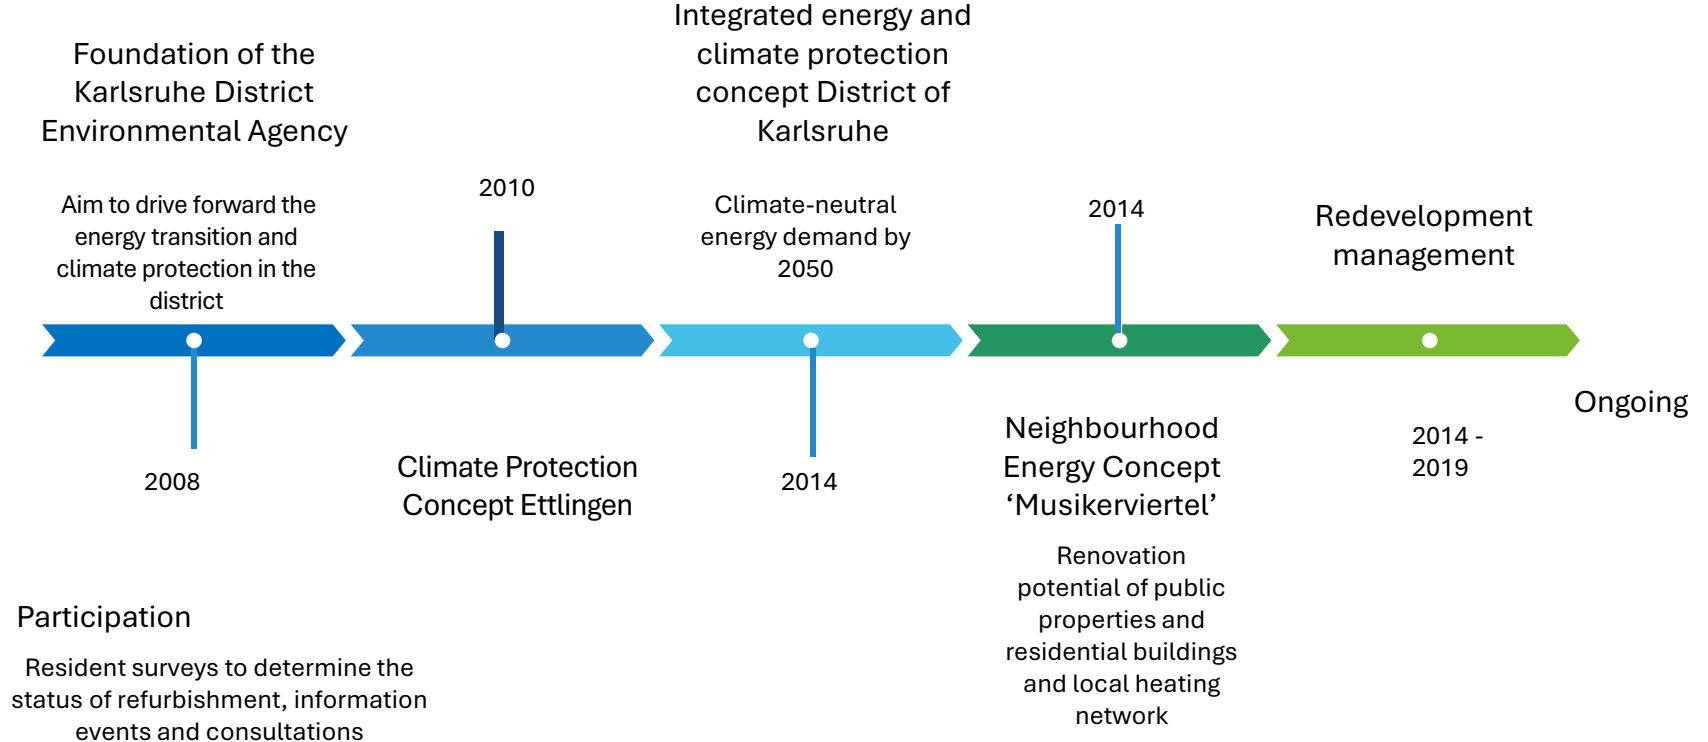 Foundation of the
Karlsruhe District
Environmental Agency
Aim to drive forward the
energy transition and
climate protection in the
district
2008
2010
Climate Protection
Concept Ettlingen
Integrated energy and
climate protection
concept District of
Karlsruhe
Climate-neutral
energy demand by
2050
2014
2014
Neighbourhood
Energy Concept
‘Musikerviertel’
Renovation
potential of public
properties and
residential buildings
and local heating
network
Redevelopment
management
2014 -
2019
Ongoing
Participation
Resident surveys to determine the
status of refurbishment, information
events and consultations